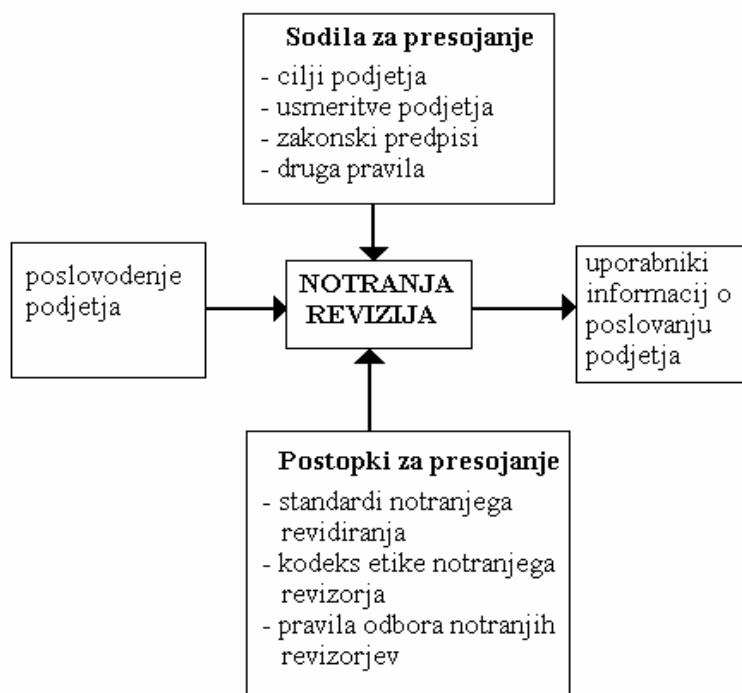 Sodila za presojanje
- cilji podjetja
- usmeritve podjetja
- zakonski predpisi
- druga pravila
poslovodenje
podjetja
NOTRANJA
REVIZIJA
uporabniki
informacij o
poslovanju
podjetja
Postopki za presojanje
- standardi notranjega
revidiranja
- kodeks etike notranjega
revizorja
- pravila odbora notranjih
revizorjev